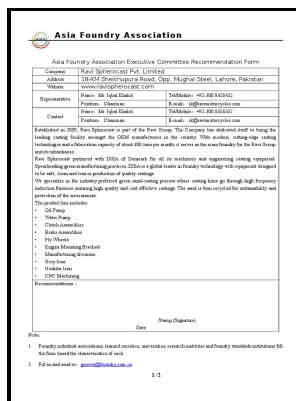 Asia Foundry Association
Asia Foundry Association Executive Committee Recommendation Form
Company Ravi Spherocast Pvt. Limited
Address 18-KM Sheikhupura Road, Opp. Mughal Steel, Lahore, Pakistan
Website www.ravispherocast.com
Representative Name: Mr. Iqbal Khalid Tel/Mobile: +92-300 8420432
Position: Chairman E-mail: ik@ravimotorcycles.com
Contact Name: Mr. Iqbal Khalid Tel/Mobile: +92-300 8420432
Position: Chairman E-mail: ik@ravimotorcycles.com
Established in 2009, Ravi Spherocast is part of the Ravi Group. The Company has dedicated itself to being the
leading casting facility amongst the OEM manufacturers in the country. With modern, cutting-edge casting
technologies and a fabrication capacity of about 800 tons per month, it serves as the main foundry for the Ravi Group
and its subsidiaries.
Ravi Spherocast partnered with DISA of Denmark for all its machinery and engineering casting equipment.
Spearheading green manufacturing practices, DISA is a global leader in foundry technology with equipment designed
to be safe, clean and lean in production of quality castings.
We specialize in the industry-preferred green sand-casting process where casting lines go through high frequency
induction furnaces ensuring high quality and cost-effective castings. The sand is then recycled for sustainability and
protection of the environment.
The product line includes:
• Oil Pump
• Water Pump
• Clutch Assemblies
• Brake Assemblies
• Fly Wheels
• Engine Mounting Brackets
• Manufacturing divisions
• Grey Iron
• Nodular Iron
• CNC Machining
Recommendations:
Stamp (Signature)
Date
Note:
1. Foundry industrial associations, learned societies, universities, research institutes and foundry standards institutions fill
the form based the characteristics of each.
2. Fill in and send to:
1/2